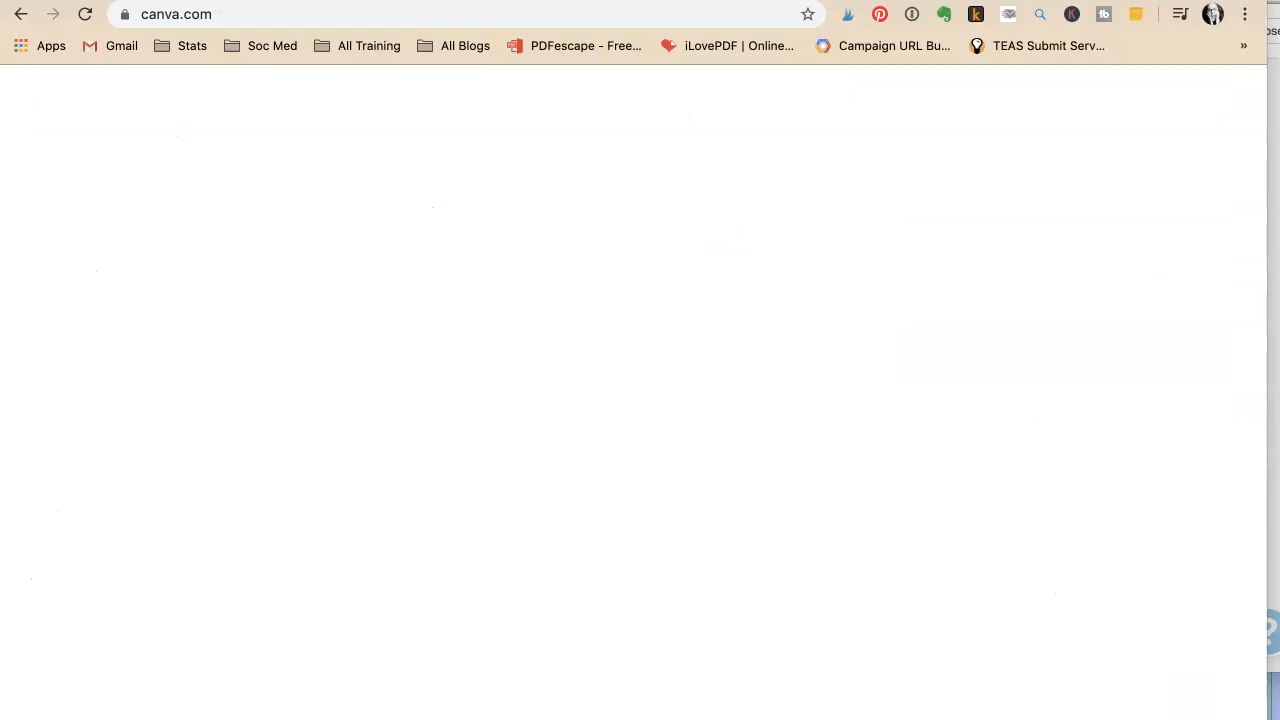 canva.com
Apps Gmail Stats Soc Med All Training All Blogs PDFescape - Free... iLovePDF | Online... Campaign URL Bu... TEAS Submit Serv... »